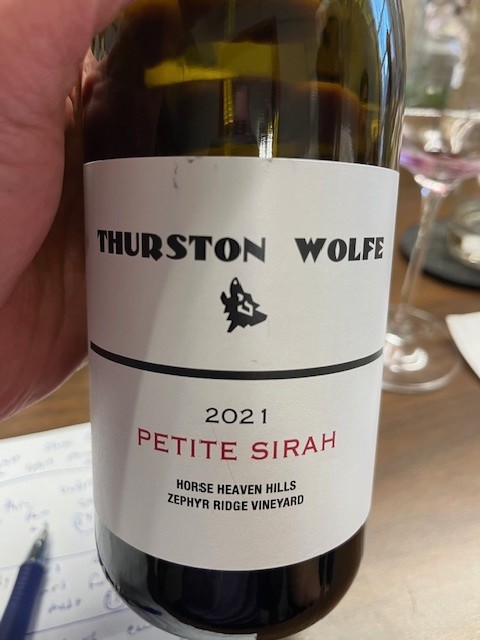 THURSTON WOLFE
2021
PETITE SIRAH
HORSE HEAVEN HILLS
ZEPHYR RIDGE VINEYARD